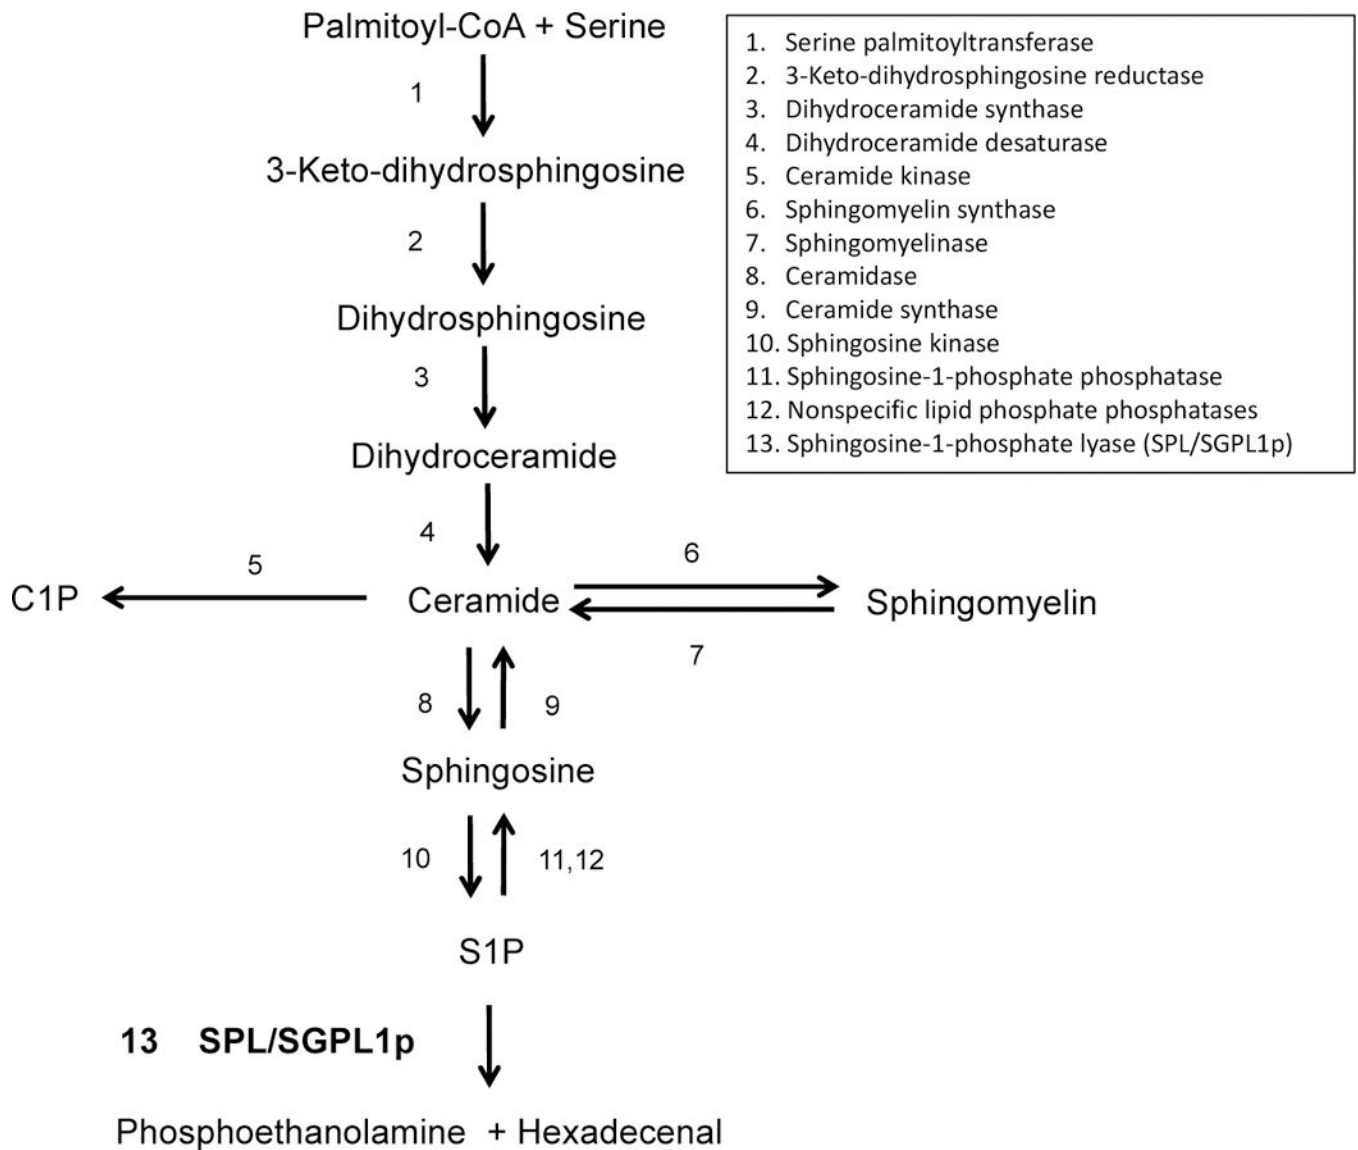 Palmitoyl-CoA + Serine
1
3-Keto-dihydrosphingosine
2
Dihydrosphingosine
3
Dihydroceramide
4
5
6
C1P
Ceramide
Sphingomyelin
7
8
9
Sphingosine
10
11,12
S1P
13 SPL/SGPL1p
Phosphoethanolamine + Hexadecenal
1. Serine palmitoyltransferase
2. 3-Keto-dihydrosphingosine reductase
3. Dihydroceramide synthase
4. Dihydroceramide desaturase
5. Ceramide kinase
6. Sphingomyelin synthase
7. Sphingomyelinase
8. Ceramidase
9. Ceramide synthase
10. Sphingosine kinase
11. Sphingosine-1-phosphate phosphatase
12. Nonspecific lipid phosphate phosphatases
13. Sphingosine-1-phosphate lyase (SPL/SGPL1p)